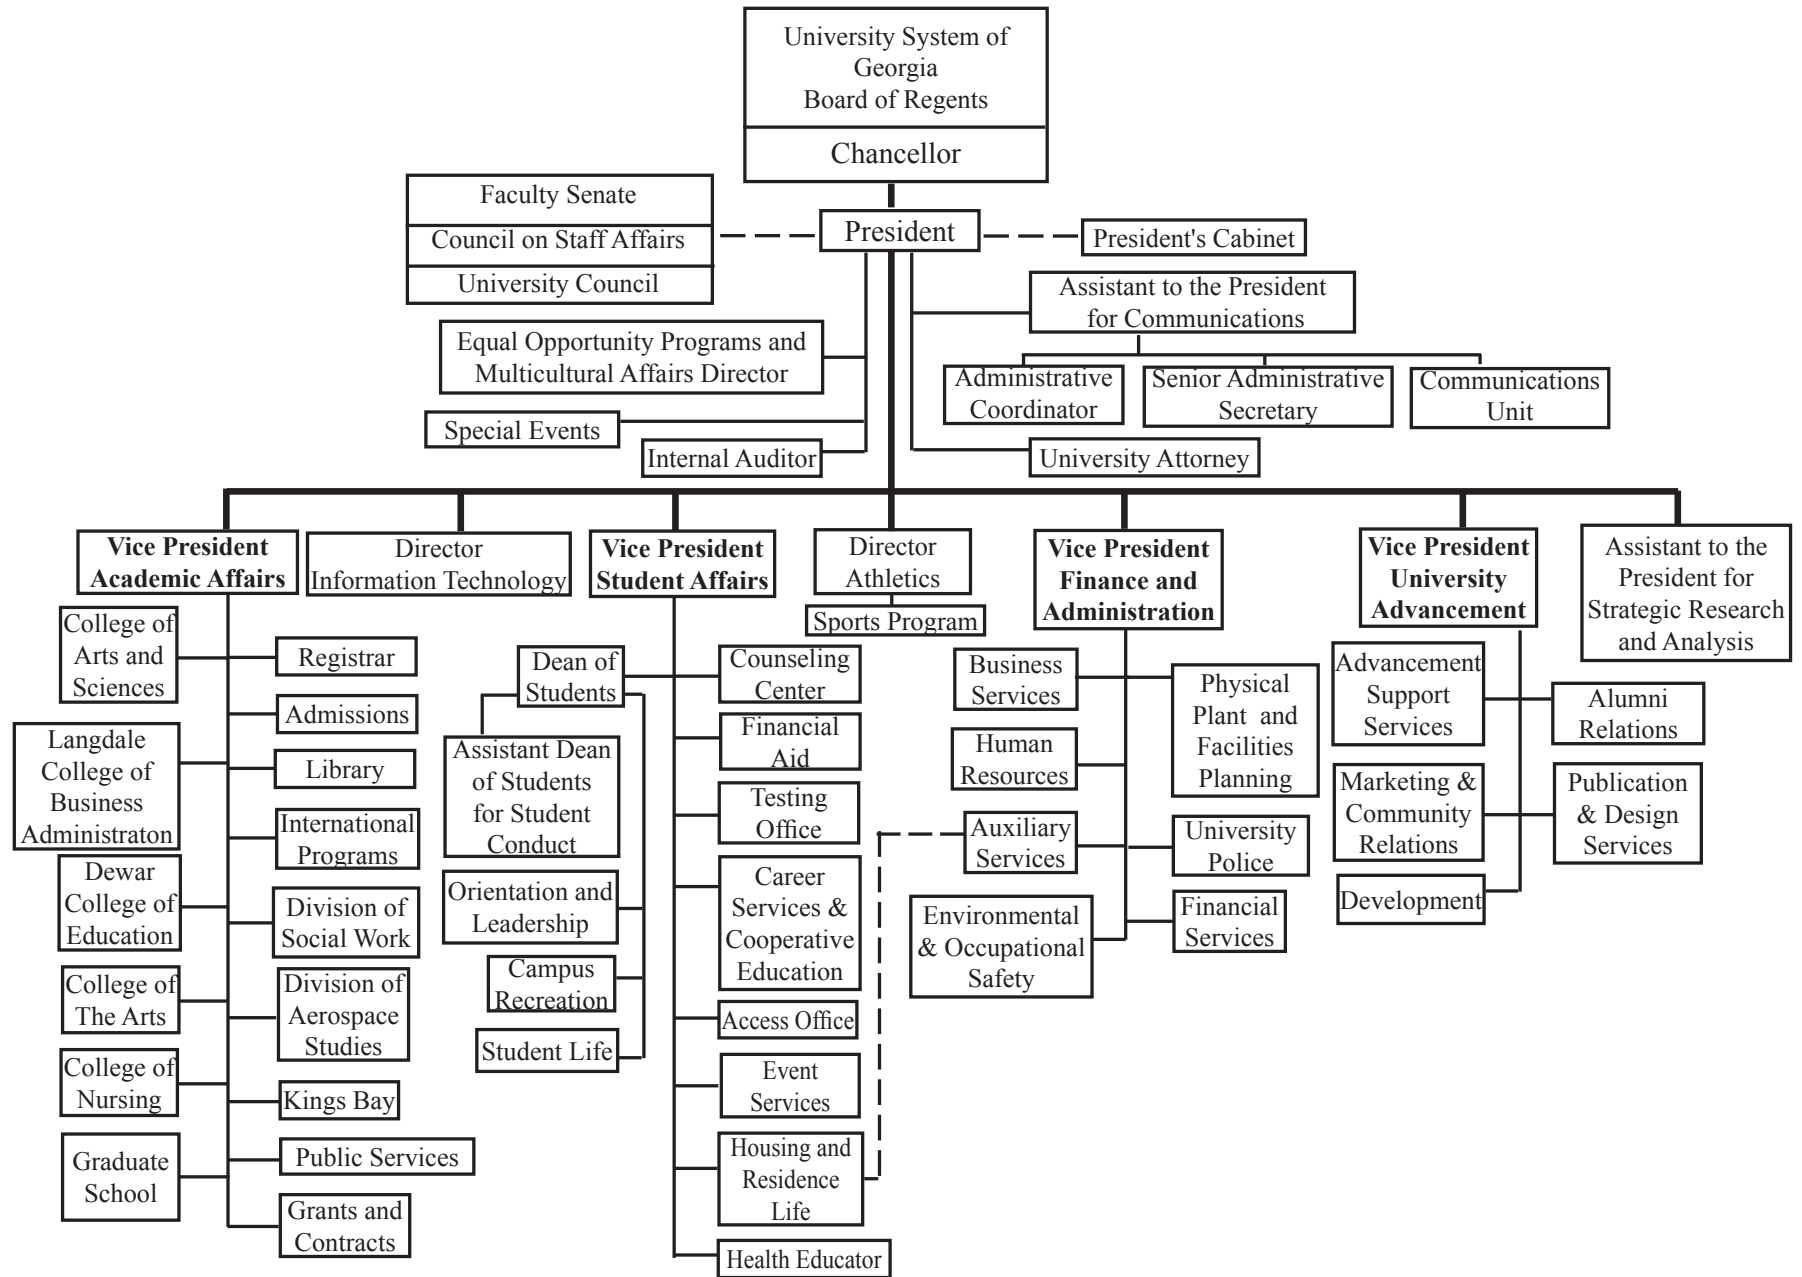 University System of
Georgia
Board of Regents
Chancellor
Faculty Senate
Council on Staff Affairs
University Council
President
President's Cabinet
Assistant to the President
for Communications
Equal Opportunity Programs and
Multicultural Affairs Director
Administrative
Coordinator
Senior Administrative
Secretary
Communications
Unit
Special Events
Internal Auditor
University Attorney
Vice President
Academic Affairs
Director
Information Technology
Vice President
Student Affairs
Director
Athletics
Sports Program
Vice President
Finance and
Administration
Vice President
University
Advancement
Assistant to the
President for
Strategic Research
and Analysis
College of
Arts and
Sciences
Langdale
College of
Business
Administraton
Dewar
College of
Education
College of
The Arts
College of
Nursing
Graduate
School
Registrar
Admissions
Library
International
Programs
Division of
Social Work
Division of
Aerospace
Studies
Kings Bay
Public Services
Grants and
Contracts
Dean of
Students
Assistant Dean
of Students
for Student
Conduct
Orientation and
Leadership
Campus
Recreation
Student Life
Counseling
Center
Financial
Aid
Testing
Office
Career
Services &
Cooperative
Education
Access Office
Event
Services
Housing and
Residence
Life
Health Educator
Business
Services
Human
Resources
Auxiliary
Services
Environmental
& Occupational
Safety
Physical
Plant and
Facilities
Planning
University
Police
Financial
Services
Advancement
Support
Services
Marketing &
Community
Relations
Development
Alumni
Relations
Publication
& Design
Services